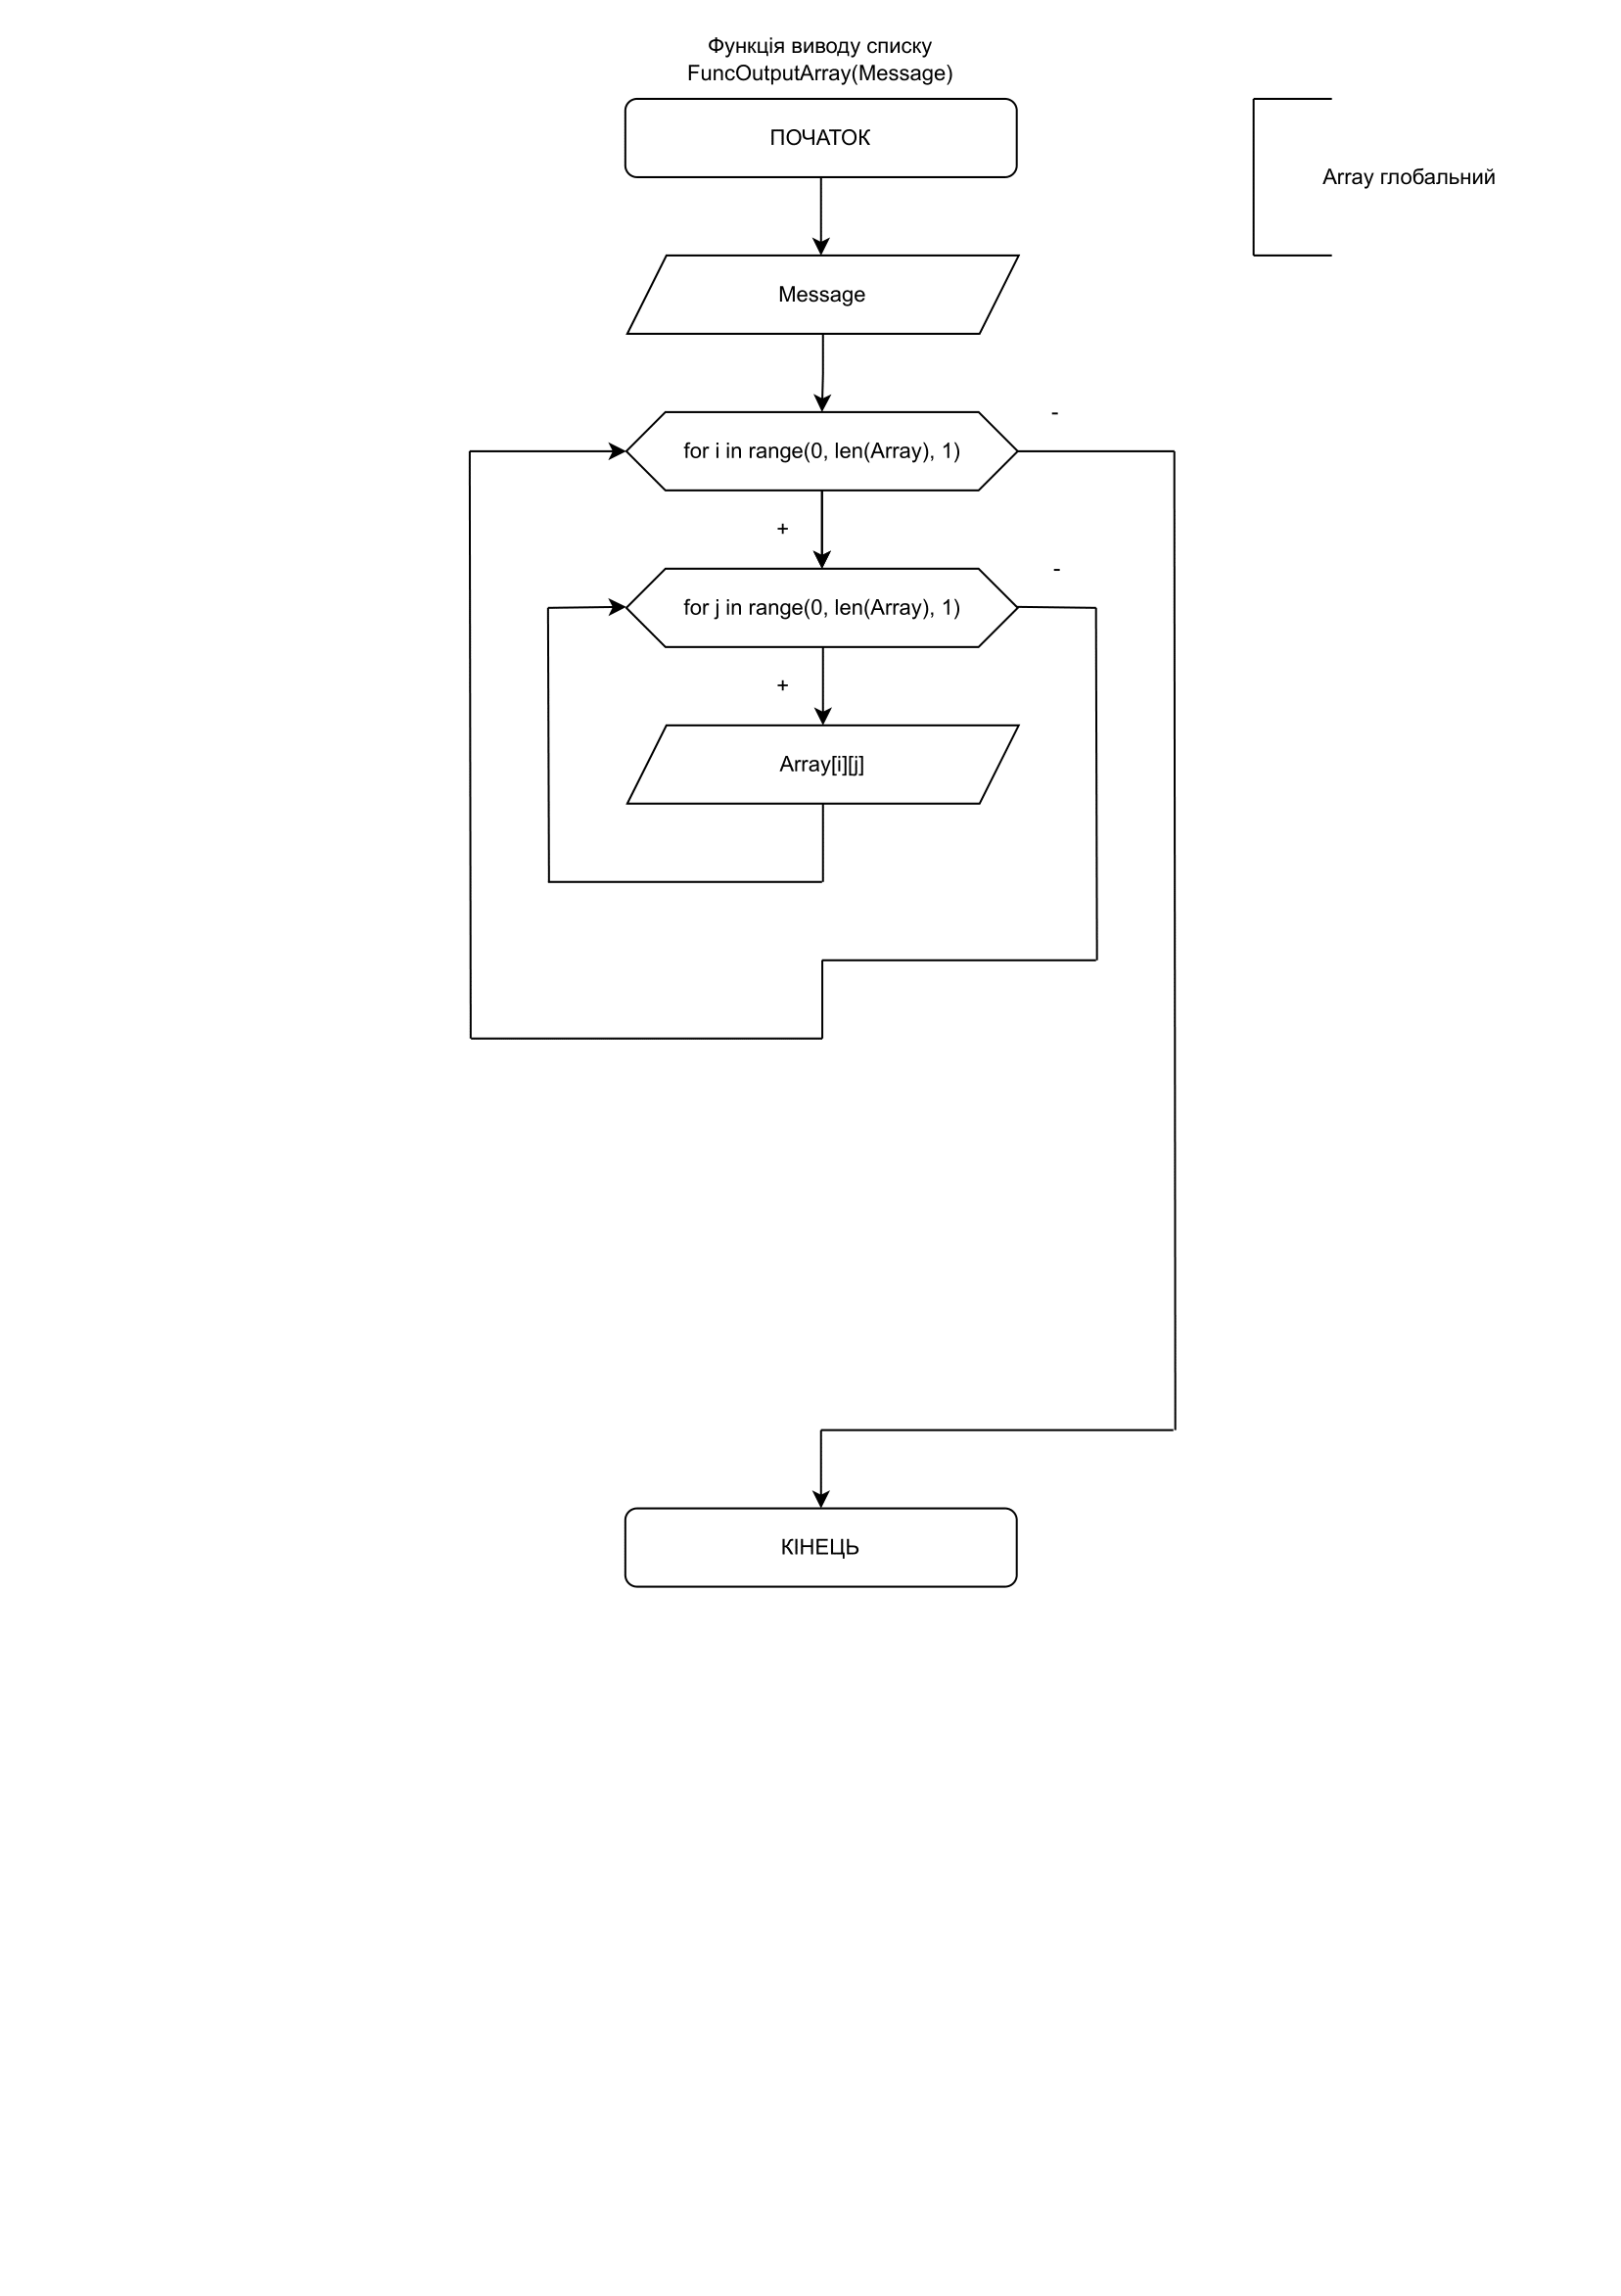 Функція виводу списку
FuncOutputArray(Message)
ПОЧАТОК
Array глобальний
Message
-
for i in range(0, len(Array), 1)
+
-
for j in range(0, len(Array), 1)
+
Array[i][j]
КІНЕЦЬ